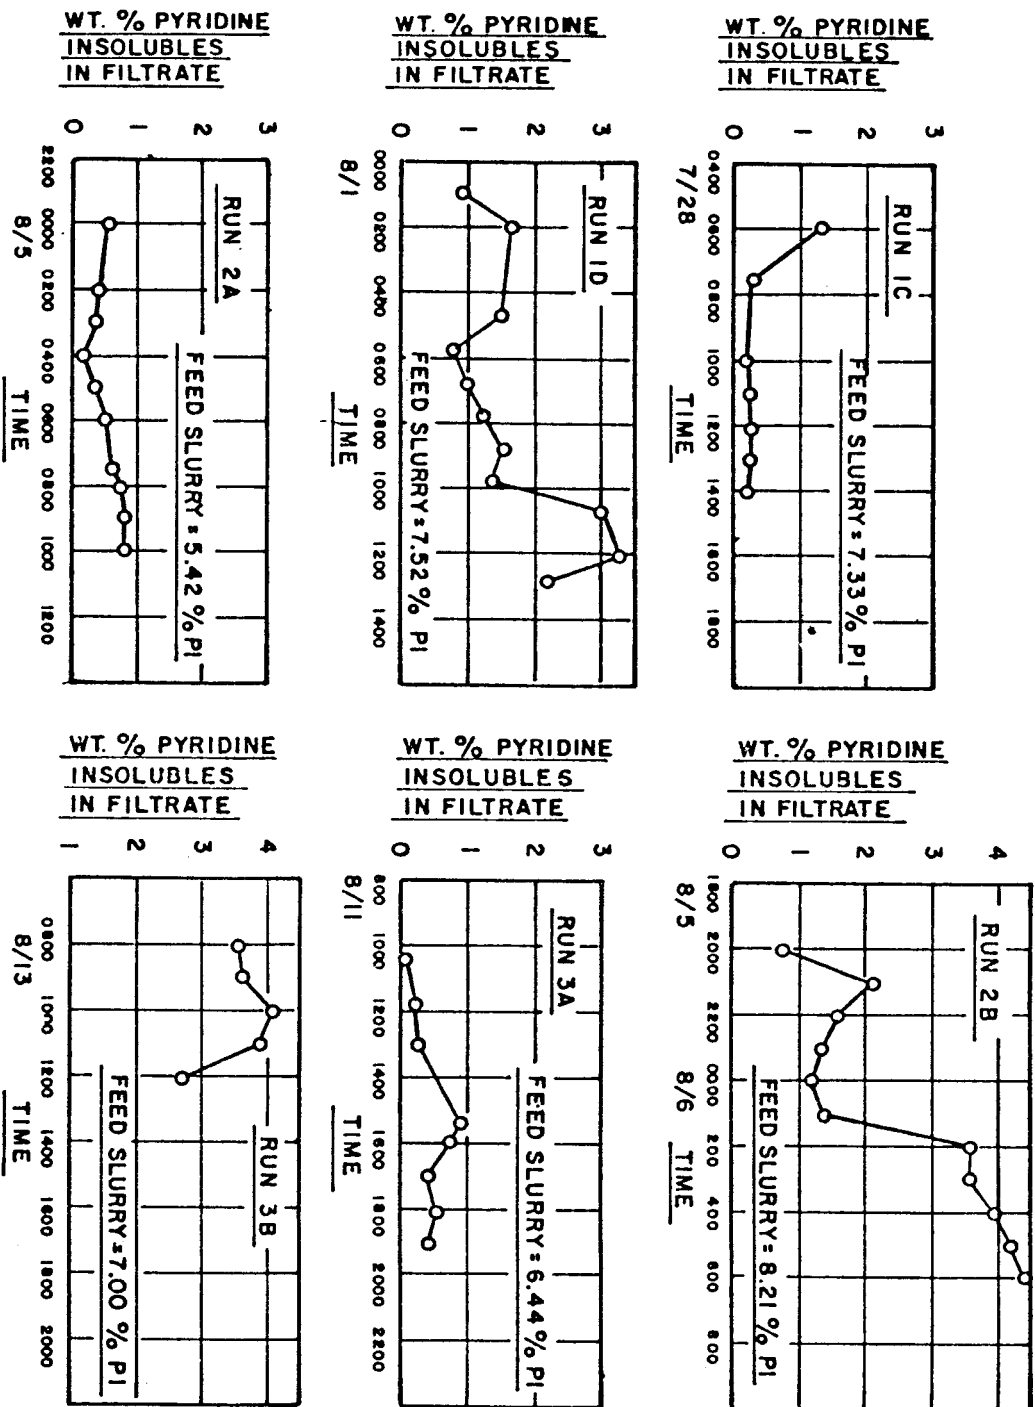 WT. % PYRIDINE
INSOLUBLES
IN FILTRATE
0 1 2 3
RUN 1C
FEED SLURRY = 7.33 % PI
0400 0600 0800 1000 1200 1400 1600 1800
7/28
TIME
WT. % PYRIDINE
INSOLUBLES
IN FILTRATE
0 1 2 3
RUN 1D
FEED SLURRY = 7.52 % PI
0000 0200 0400 0600 0800 1000 1200 1400
8/1
TIME
WT. % PYRIDINE
INSOLUBLES
IN FILTRATE
0 1 2 3
RUN 2A
FEED SLURRY = 5.42 % PI
2200 0000 0200 0400 0600 0800 1000 1200
8/5
TIME
WT. % PYRIDINE
INSOLUBLES
IN FILTRATE
0 1 2 3 4
RUN 2B
FEED SLURRY = 8.21 % PI
1800 2000 2200 0000 200 400 600 800
8/5
8/6
TIME
WT. % PYRIDINE
INSOLUBLES
IN FILTRATE
0 1 2 3
RUN 3A
FEED SLURRY = 6.44 % PI
800 1000 1200 1400 1600 1800 2000 2200
8/11
TIME
WT. % PYRIDINE
INSOLUBLES
IN FILTRATE
1 2 3 4
RUN 3B
FEED SLURRY = 7.00 % PI
0800 1000 1200 1400 1600 1800 2000
8/13
TIME